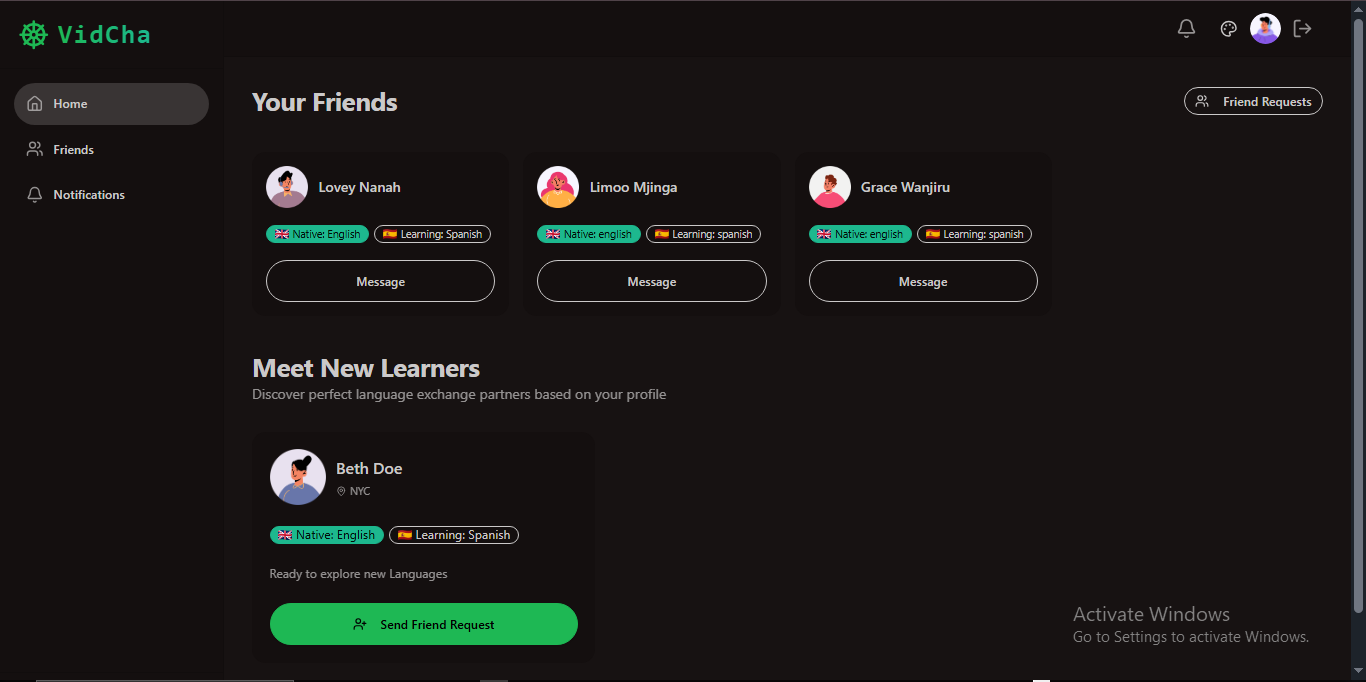 VidCha
Home
Friends
Notifications
Your Friends
Friend Requests
Lovey Nanah
Native: English
Learning: Spanish
Message
Limoo Mjinga
Native: english
Learning: spanish
Message
Grace Wanjiru
Native: english
Learning: spanish
Message
Meet New Learners
Discover perfect language exchange partners based on your profile
Beth Doe
NYC
Native: English
Learning: Spanish
Ready to explore new Languages
Send Friend Request
Activate Windows
Go to Settings to activate Windows.